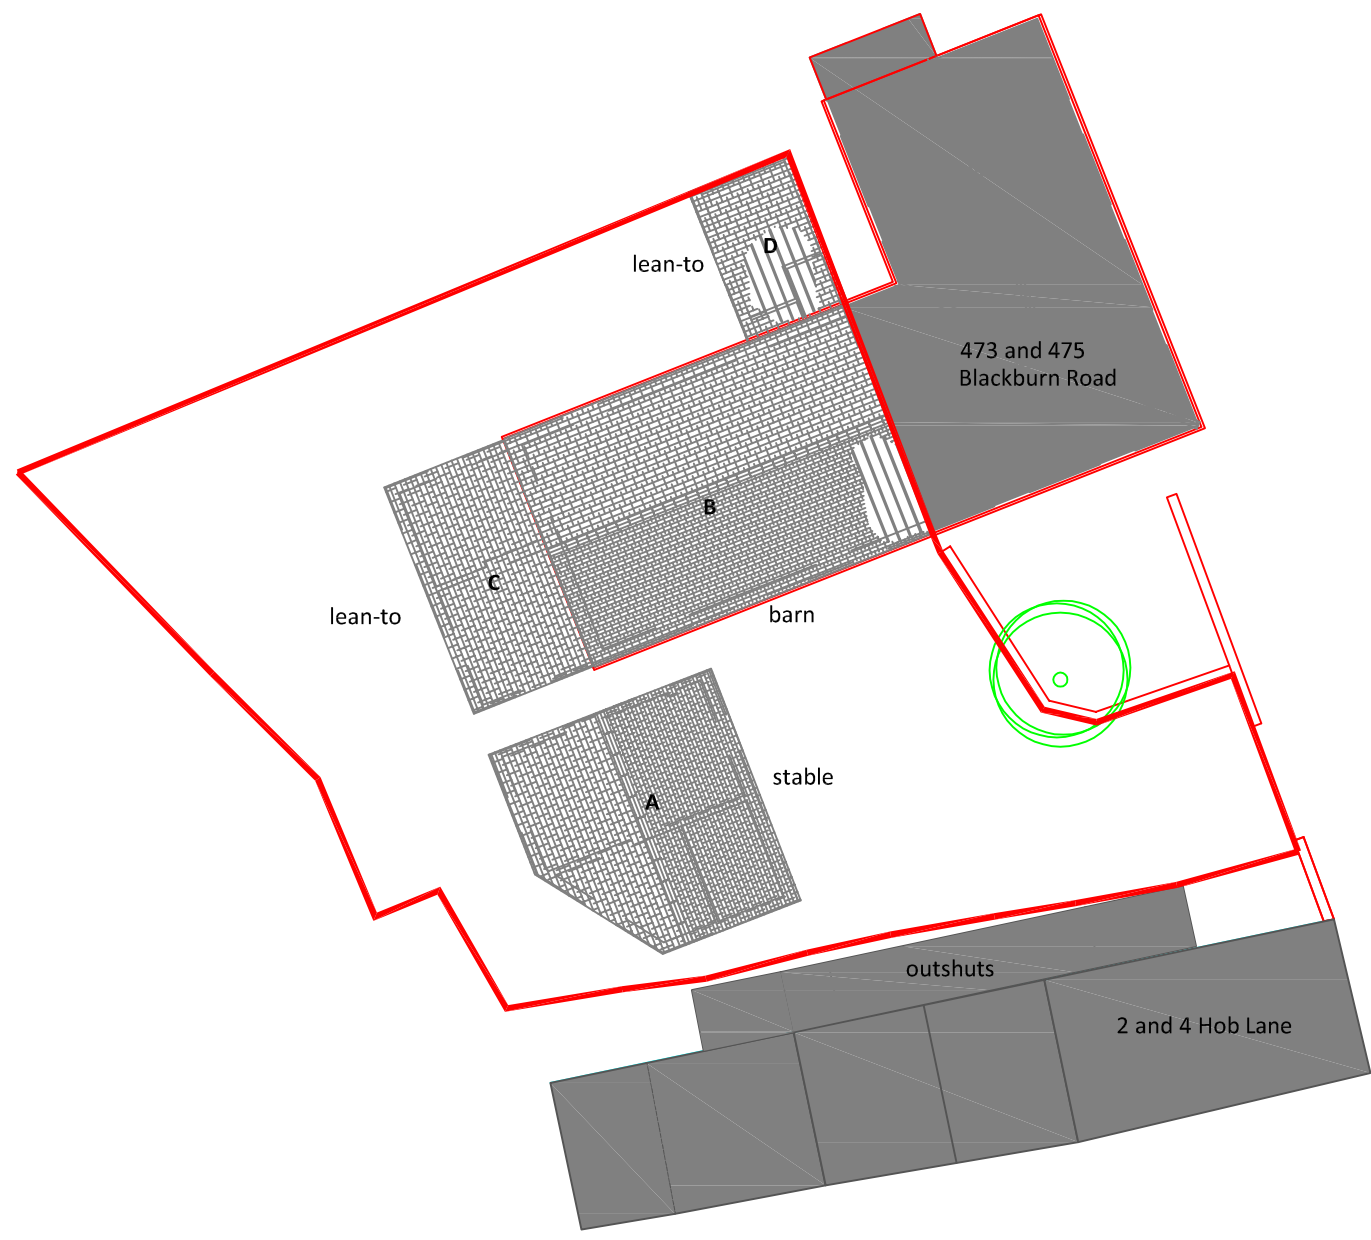 D
lean-to
473 and 475
Blackburn Road
B
C
lean-to
barn
stable
A
outshuts
2 and 4 Hob Lane